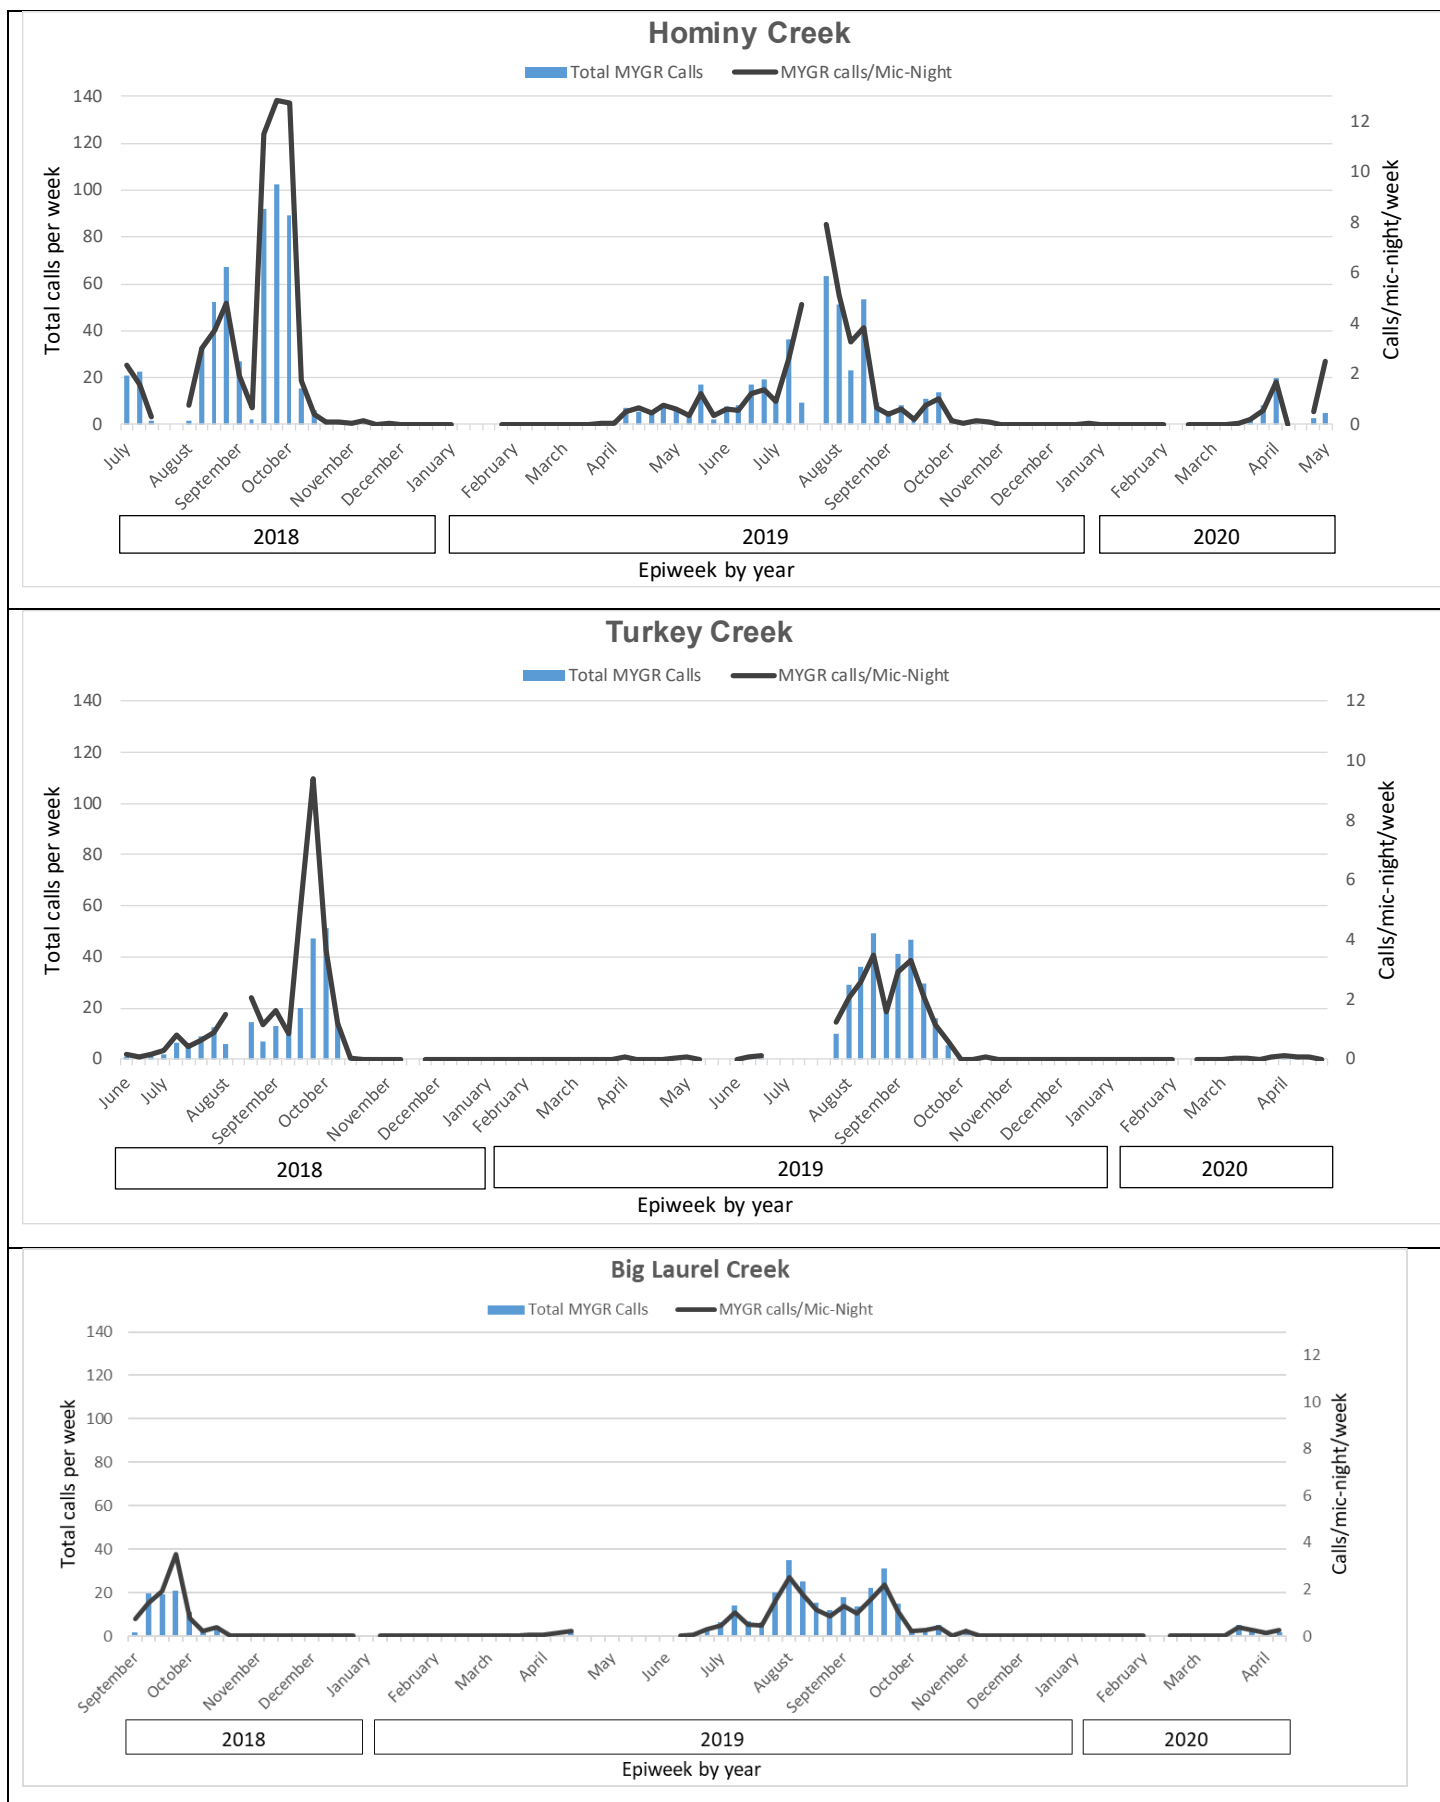 Hominy Creek
Total MYGR Calls MYGR calls/Mic-Night
140
120
100
80
60
40
20
0
Total calls per week
12
10
8
6
4
2
0
Calls/mic-night/week
July August September October November December January February March April May June July August September October November December January February March April May
2018 2019 2020
Epiweek by year
Turkey Creek
Total MYGR Calls MYGR calls/Mic-Night
140
120
100
80
60
40
20
0
Total calls per week
12
10
8
6
4
2
0
Calls/mic-night/week
June July August September October November December January February March April May June July August September October November December January February March April
2018 2019 2020
Epiweek by year
Big Laurel Creek
Total MYGR Calls MYGR calls/Mic-Night
140
120
100
80
60
40
20
0
Total calls per week
12
10
8
6
4
2
0
Calls/mic-night/week
September October November December January February March April May June July August September October November December January February March April
2018 2019 2020
Epiweek by year